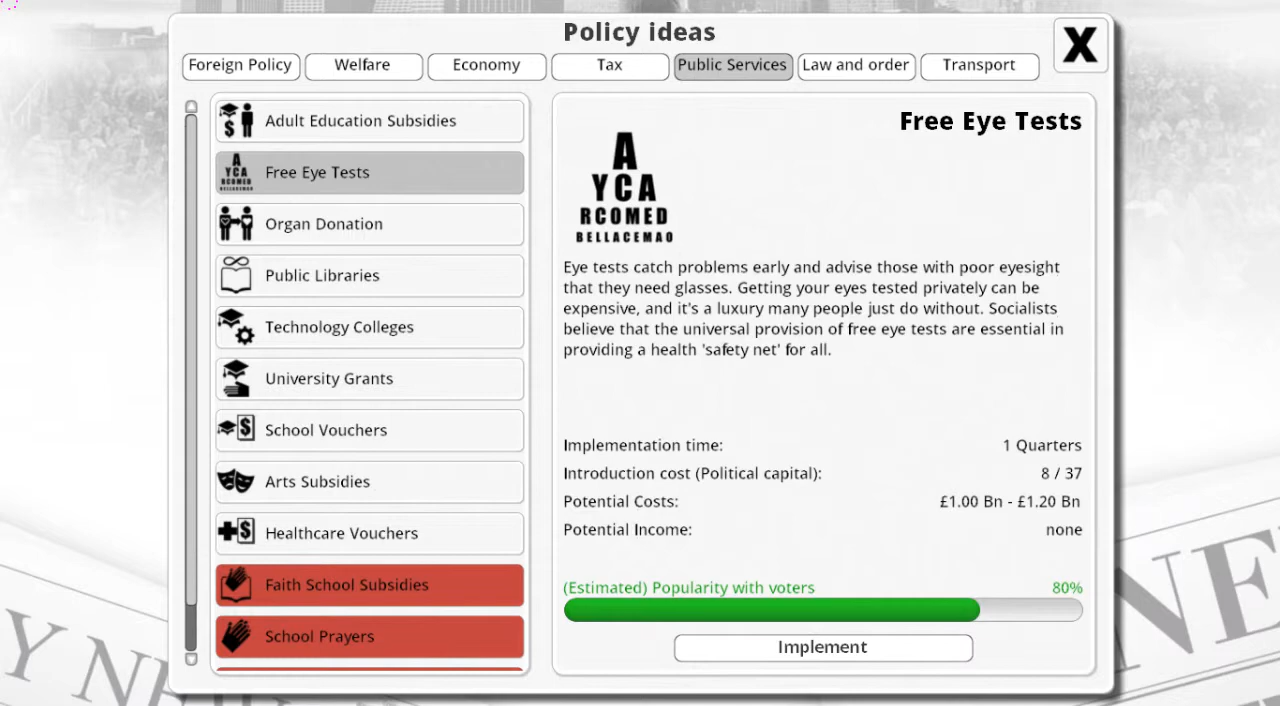 Policy ideas
X
Foreign Policy
Welfare
Economy
Tax
Public Services
Law and order
Transport
Adult Education Subsidies
Free Eye Tests
Organ Donation
Public Libraries
Technology Colleges
University Grants
School Vouchers
Arts Subsidies
Healthcare Vouchers
Faith School Subsidies
School Prayers
Free Eye Tests
A
YCA
RCOMED
BELLACEMAO
Eye tests catch problems early and advise those with poor eyesight
that they need glasses. Getting your eyes tested privately can be
expensive, and it's a luxury many people just do without. Socialists
believe that the universal provision of free eye tests are essential in
providing a health 'safety net' for all.
Implementation time: 1 Quarters
Introduction cost (Political capital): 8 / 37
Potential Costs: £1.00 Bn - £1.20 Bn
Potential Income: none
(Estimated) Popularity with voters 80%
Implement